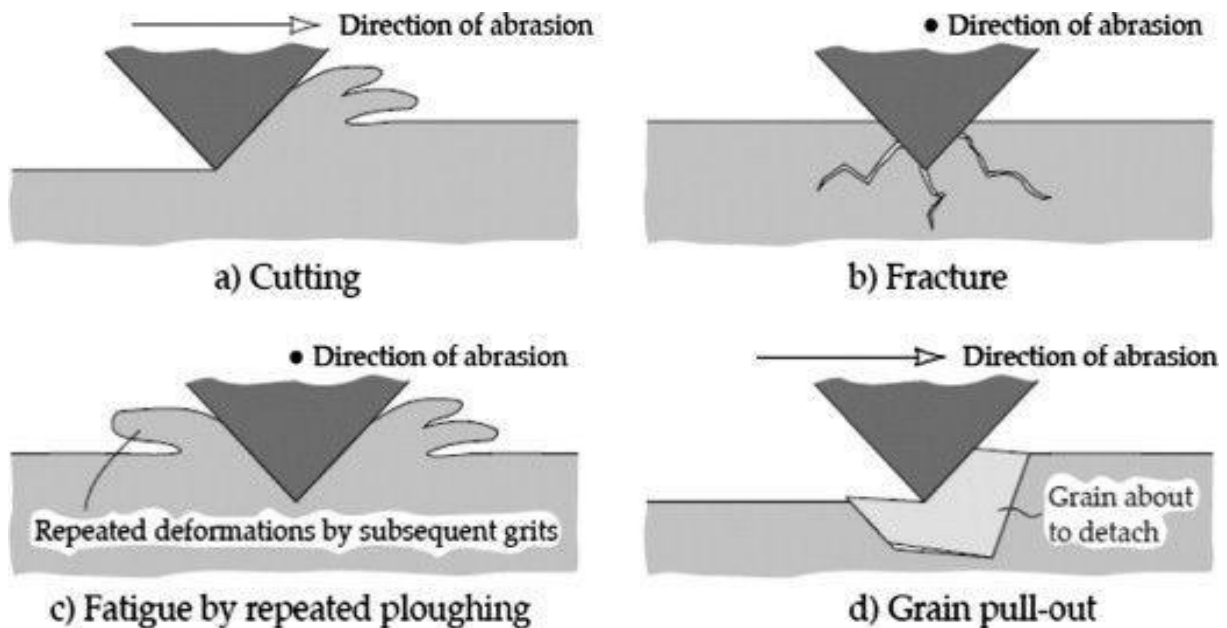 Direction of abrasion
Direction of abrasion
a) Cutting
b) Fracture
Direction of abrasion
Direction of abrasion
Repeated deformations by subsequent grits
Grain about
to detach
c) Fatigue by repeated ploughing
d) Grain pull-out